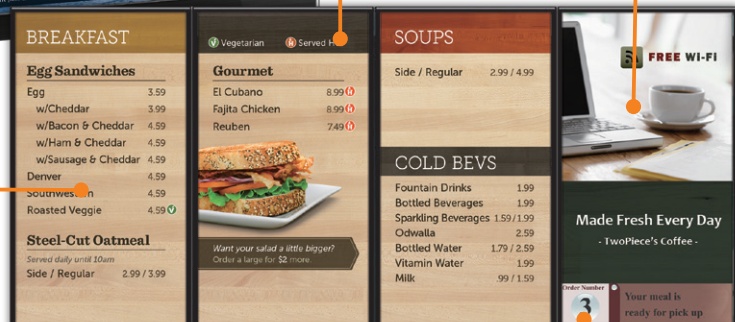 BREAKFAST
Egg Sandwiches
Egg 3.59
w/Cheddar 3.99
w/Bacon & Cheddar 4.59
w/Ham & Cheddar 4.59
w/Sausage & Cheddar 4.59
Denver 4.59
Southwestern 4.59
Roasted Veggie 4.59 V
Steel-Cut Oatmeal
Served daily until 10am
Side / Regular 2.99 / 3.99
V Vegetarian h Served H
Gourmet
El Cubano 8.99 h
Fajita Chicken 8.99 h
Reuben 7.49 h
Want your salad a little bigger?
Order a large for $2 more.
SOUPS
Side / Regular 2.99 / 4.99
COLD BEVS
Fountain Drinks 1.99
Bottled Beverages 1.99
Sparkling Beverages 1.59 / 1.99
Odwalla 2.59
Bottled Water 1.79 / 2.59
Vitamin Water 1.99
Milk .99 / 1.59
FREE WI-FI
Made Fresh Every Day
- TwoPiece's Coffee -
Order Number
3
Your meal is
ready for pick up